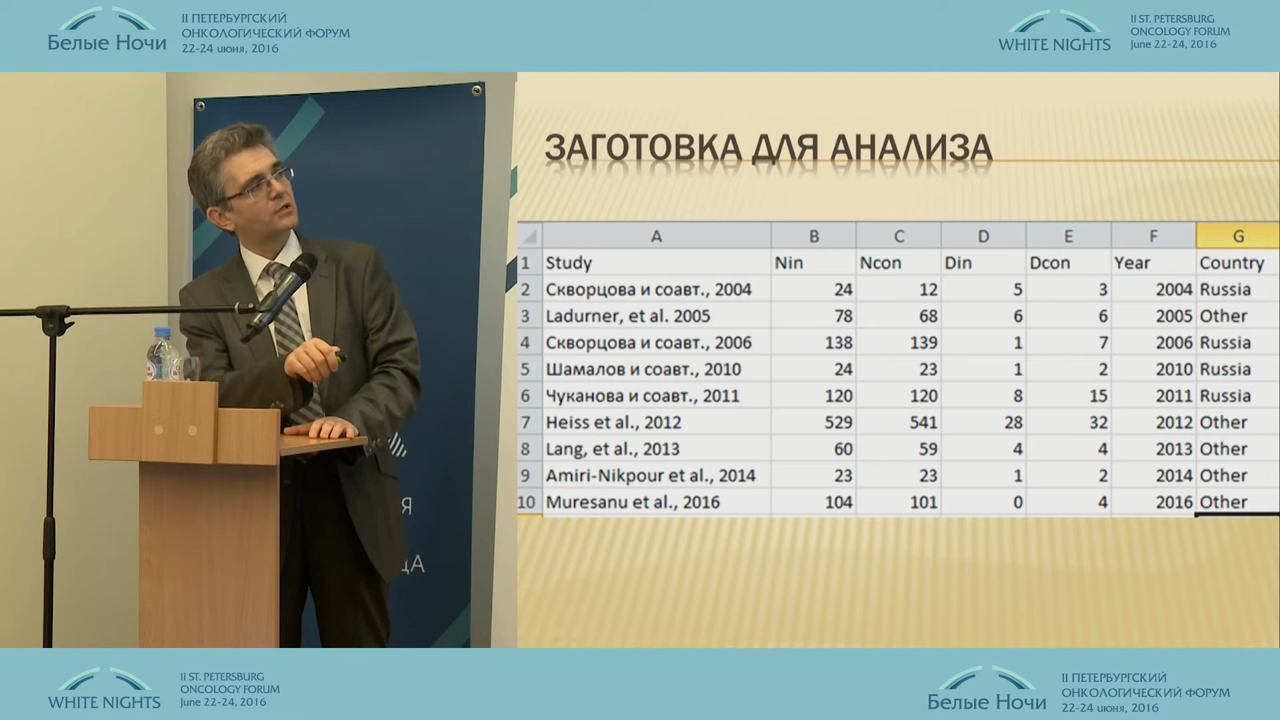 Белые Ночи
II ПЕТЕРБУРГСКИЙ
ОНКОЛОГИЧЕСКИЙ ФОРУМ
22-24 июня, 2016
WHITE NIGHTS
II ST. PETERSBURG
ONCOLOGY FORUM
June 22-24, 2016
ЗАГОТОВКА ДЛЯ АНАЛИЗА
A B C D E F G
1 Study Nin Ncon Din Dcon Year Country
2 Скворцова и соавт., 2004 24 12 5 3 2004 Russia
3 Ladurner, et al. 2005 78 68 6 6 2005 Other
4 Скворцова и соавт., 2006 138 139 1 7 2006 Russia
5 Шамалов и соавт., 2010 24 23 1 2 2010 Russia
6 Чуканова и соавт., 2011 120 120 8 15 2011 Russia
7 Heiss et al., 2012 529 541 28 32 2012 Other
8 Lang, et al., 2013 60 59 4 4 2013 Other
9 Amiri-Nikpour et al., 2014 23 23 1 2 2014 Other
10 Muresanu et al., 2016 104 101 0 4 2016 Other
WHITE NIGHTS
II ST. PETERSBURG
ONCOLOGY FORUM
June 22-24, 2016
Белые Ночи
II ПЕТЕРБУРГСКИЙ
ОНКОЛОГИЧЕСКИЙ ФОРУМ
22-24 июня, 2016